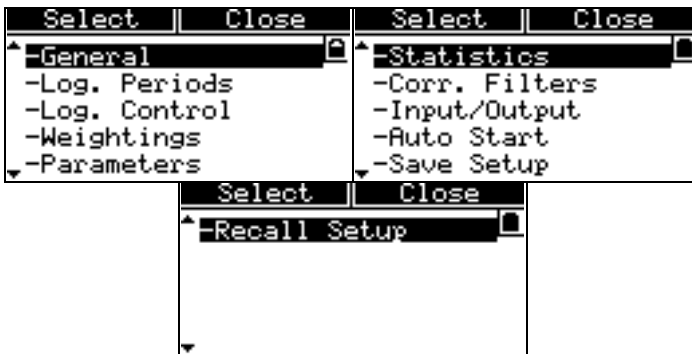 Select Close
-General
-Log. Periods
-Log. Control
-Weightings
-Parameters
Select Close
-Statistics
-Corr. Filters
-Input/Output
-Auto Start
-Save Setup
Select Close
-Recall Setup